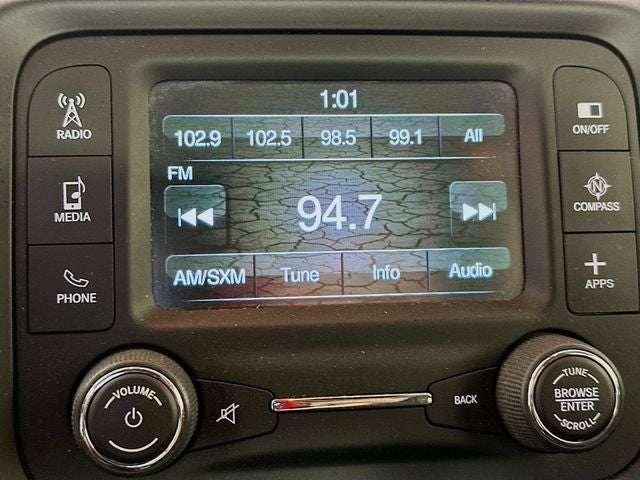 1:01
102.9 102.5 98.5 99.1 All
FM
94.7
AM/SXM Tune Info Audio
RADIO
MEDIA
PHONE
ON/OFF
COMPASS
APPS
VOLUME
BACK
TUNE
BROWSE
ENTER
SCROLL